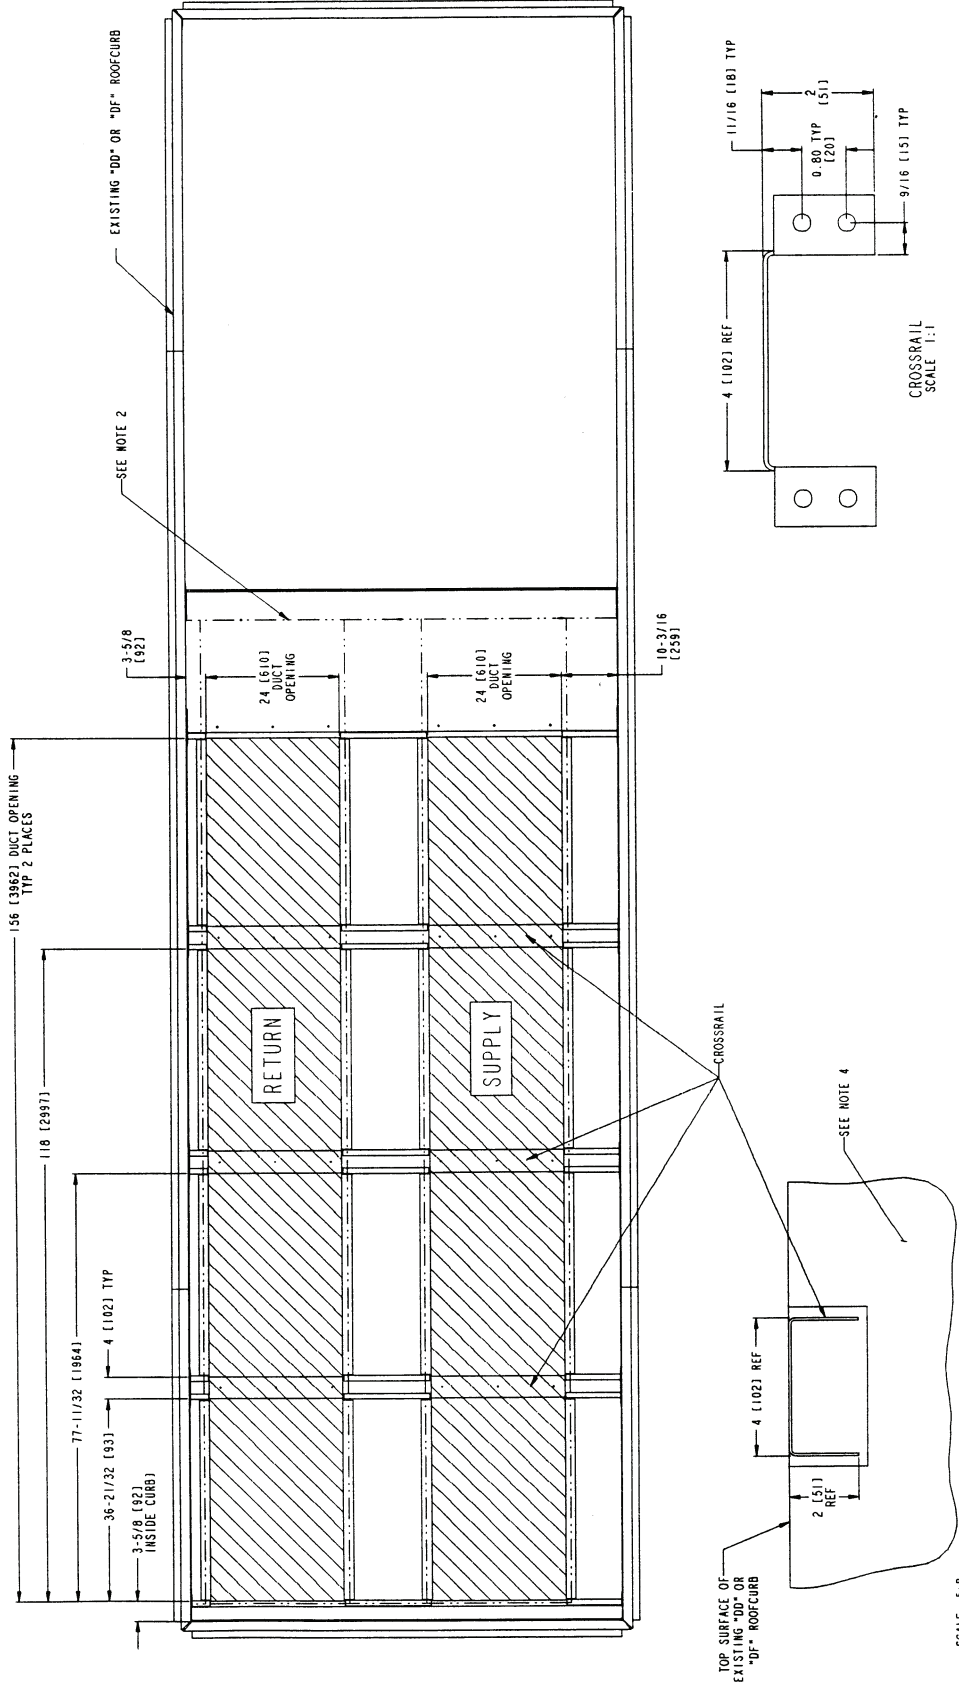 EXISTING "DD" OR "DF" ROOFCURB
SEE NOTE 2
156 [3962] DUCT OPENING
TYP 2 PLACES
118 [2997]
77-11/32 [1964]
36-21/32 [93]
4 [102] TYP
3-5/8 [92]
INSIDE CURB]
3-5/8
[92]
24 [610]
DUCT
OPENING
24 [610]
DUCT
OPENING
10-3/16
[259]
RETURN
SUPPLY
CROSSRAIL
11/16 [18] TYP
2
[51]
0.80 TYP
[20]
9/16 [15] TYP
4 [102] REF
CROSSRAIL
SCALE 1:1
SEE NOTE 4
4 [102] REF
2 [51]
REF
TOP SURFACE OF
EXISTING "DD" OR
"DF" ROOFCURB